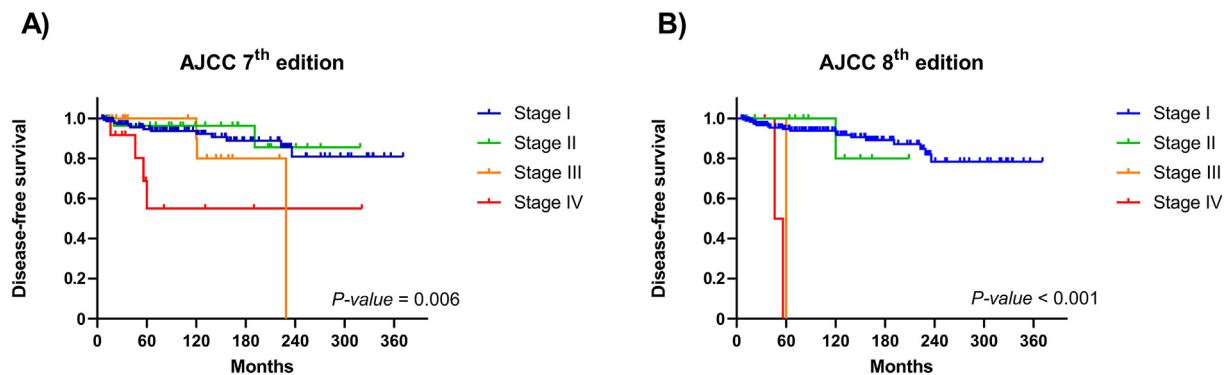 A)
AJCC 7th edition
Disease-free survival
1.0
0.8
0.6
0.4
0.2
0
0 60 120 180 240 300 360
Months
Stage I
Stage II
Stage III
Stage IV
P-value = 0.006
B)
AJCC 8th edition
Disease-free survival
1.0
0.8
0.6
0.4
0.2
0
0 60 120 180 240 300 360
Months
Stage I
Stage II
Stage III
Stage IV
P-value < 0.001